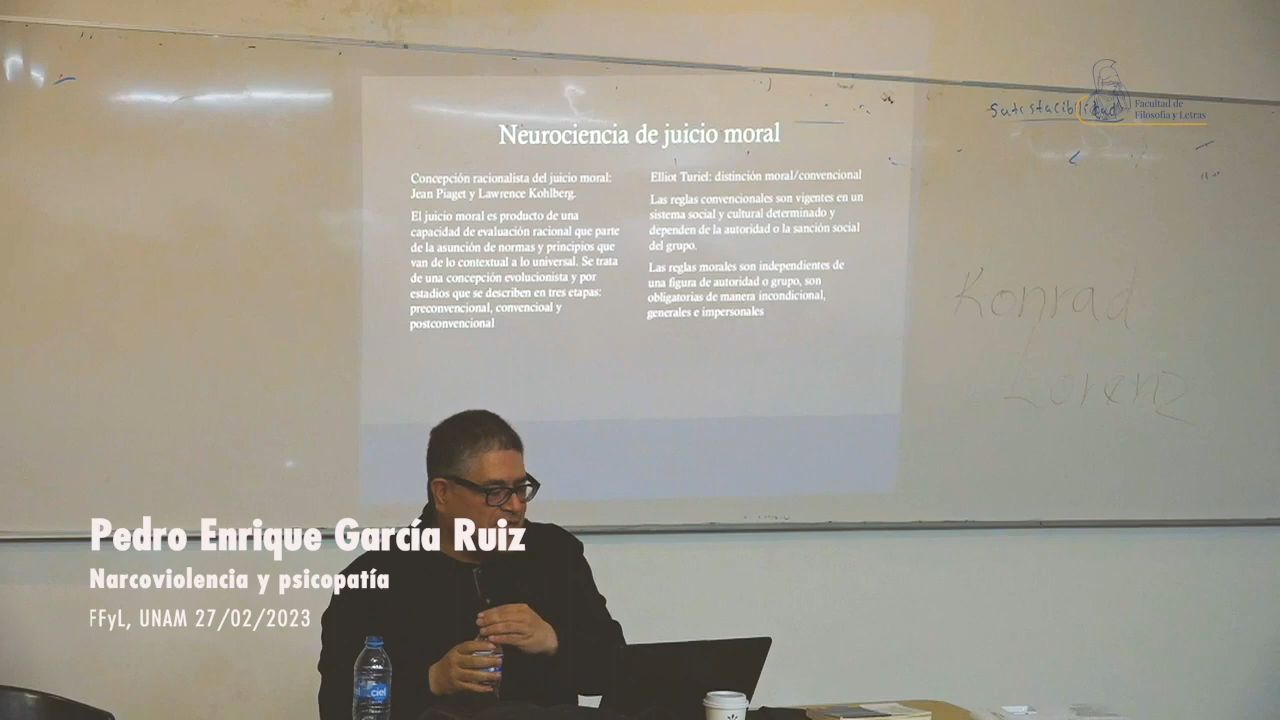 Neurociencia de juicio moral
Concepción racionalista del juicio moral:
Jean Piaget y Lawrence Kohlberg.
El juicio moral es producto de una
capacidad de evaluación racional que parte
de la asunción de normas y principios que
van de lo contextual a lo universal. Se trata
de una concepción evolucionista y por
estadios que se describen en tres etapas:
preconvencional, convencioal y
postconvencional
Elliot Turiel: distinción moral/convencional
Las reglas convencionales son vigentes en un
sistema social y cultural determinado y
dependen de la autoridad o la sanción social
del grupo.
Las reglas morales son independientes de
una figura de autoridad o grupo, son
obligatorias de manera incondicional,
generales e impersonales
Facultad de
Filosofía y Letras
Konrad
Lorenz
Pedro Enrique García Ruiz
Narcoviolencia y psicopatía
FFyL, UNAM 27/02/2023
ciel